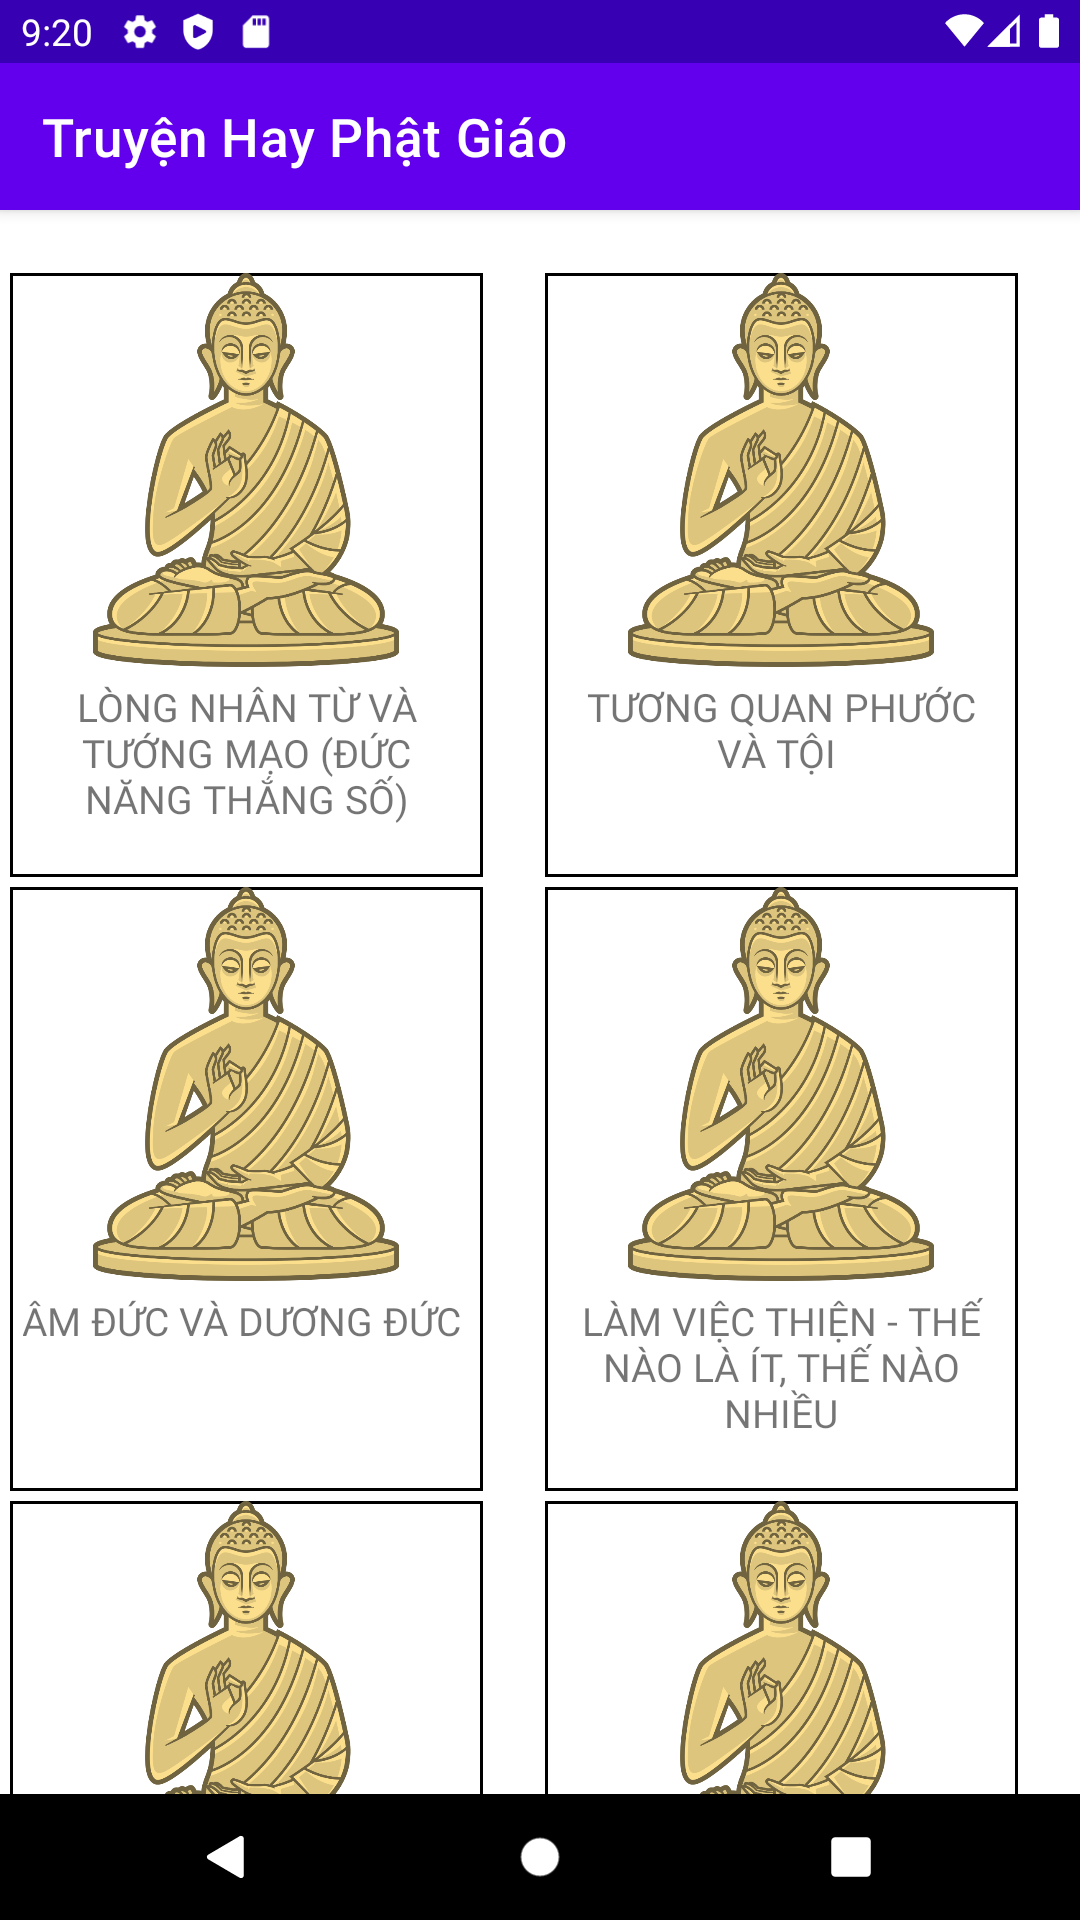 9:20
Truyện Hay Phật Giáo
LÒNG NHÂN TỪ VÀ
TƯỚNG MẠO (ĐỨC
NĂNG THẮNG SỐ)
TƯƠNG QUAN PHƯỚC
VÀ TỘI
ÂM ĐỨC VÀ DƯƠNG ĐỨC
LÀM VIỆC THIỆN - THẾ
NÀO LÀ ÍT, THẾ NÀO
NHIỀU